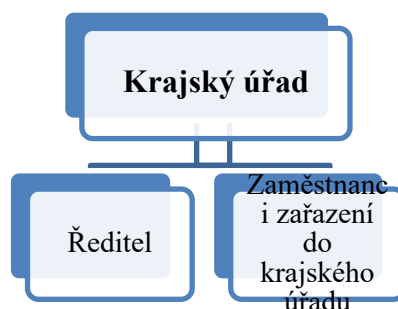 Krajský úřad
Ředitel
Zaměstnanc
i zařazení
do
krajského
úřadu